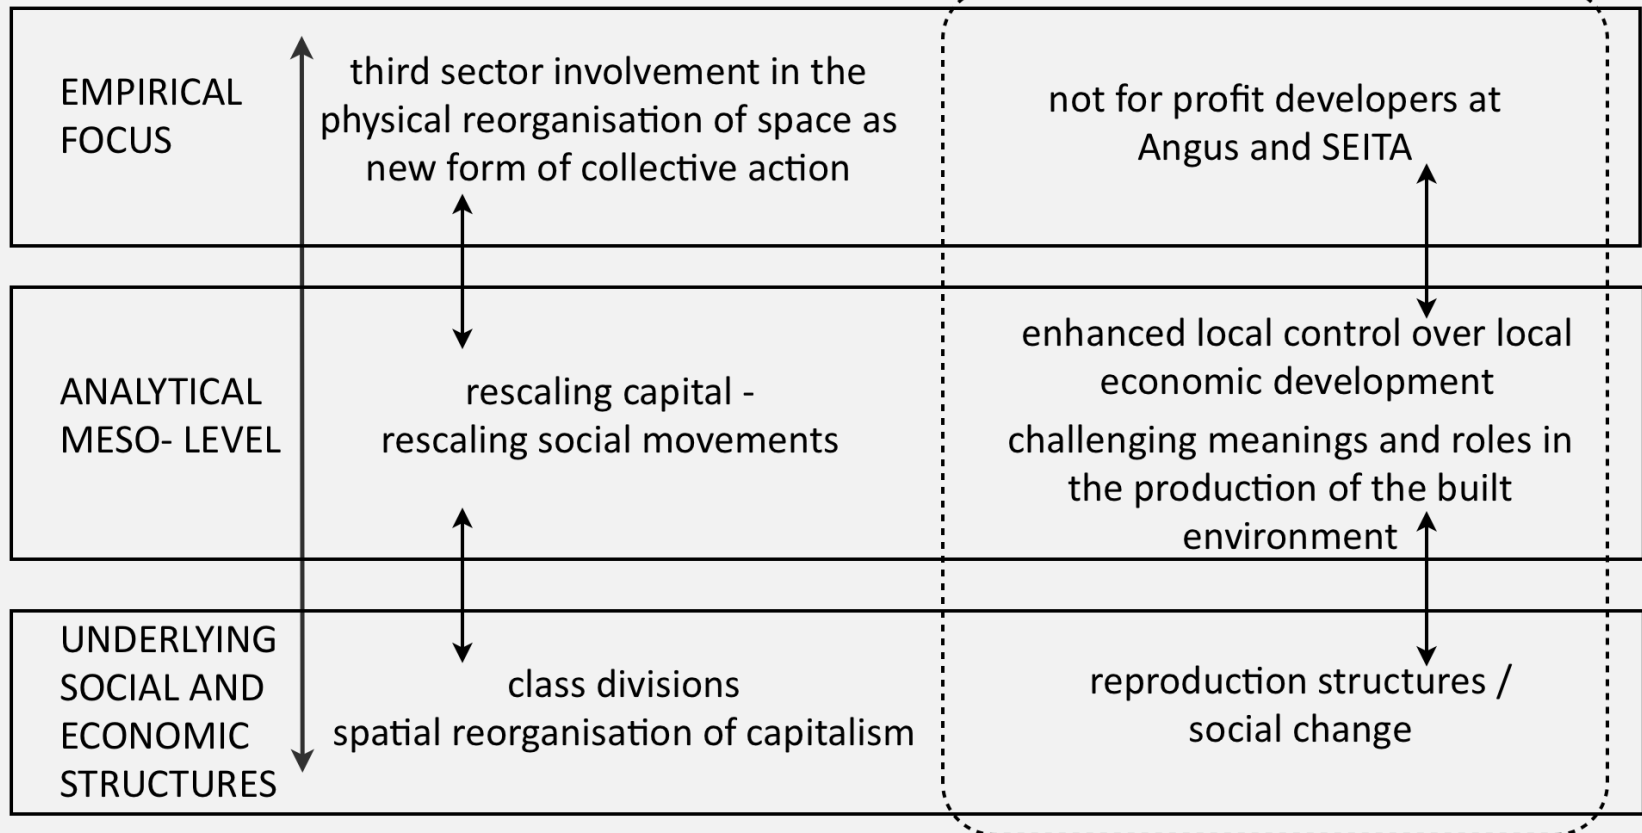 EMPIRICAL
FOCUS
third sector involvement in the
physical reorganisation of space as
new form of collective action
not for profit developers at
Angus and SEITA
ANALYTICAL
MESO- LEVEL
rescaling capital -
rescaling social movements
enhanced local control over local
economic development
challenging meanings and roles in
the production of the built
environment
UNDERLYING
SOCIAL AND
ECONOMIC
STRUCTURES
class divisions
spatial reorganisation of capitalism
reproduction structures /
social change